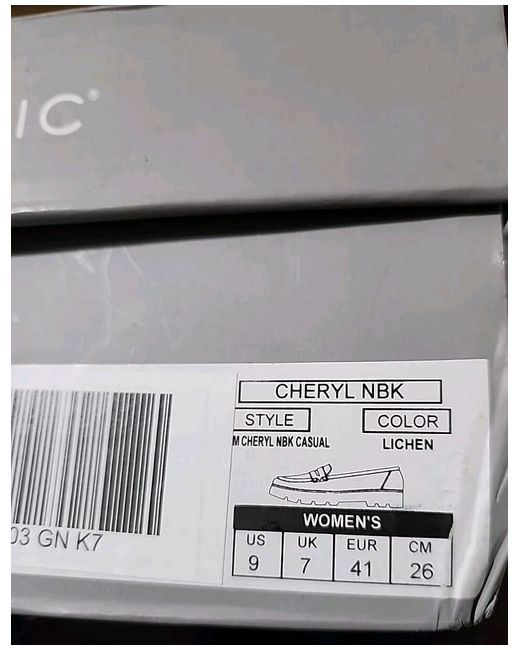 IC®
CHERYL NBK
STYLE COLOR
M CHERYL NBK CASUAL LICHEN
WOMEN'S
US UK EUR CM
9 7 41 26
03 GN K7